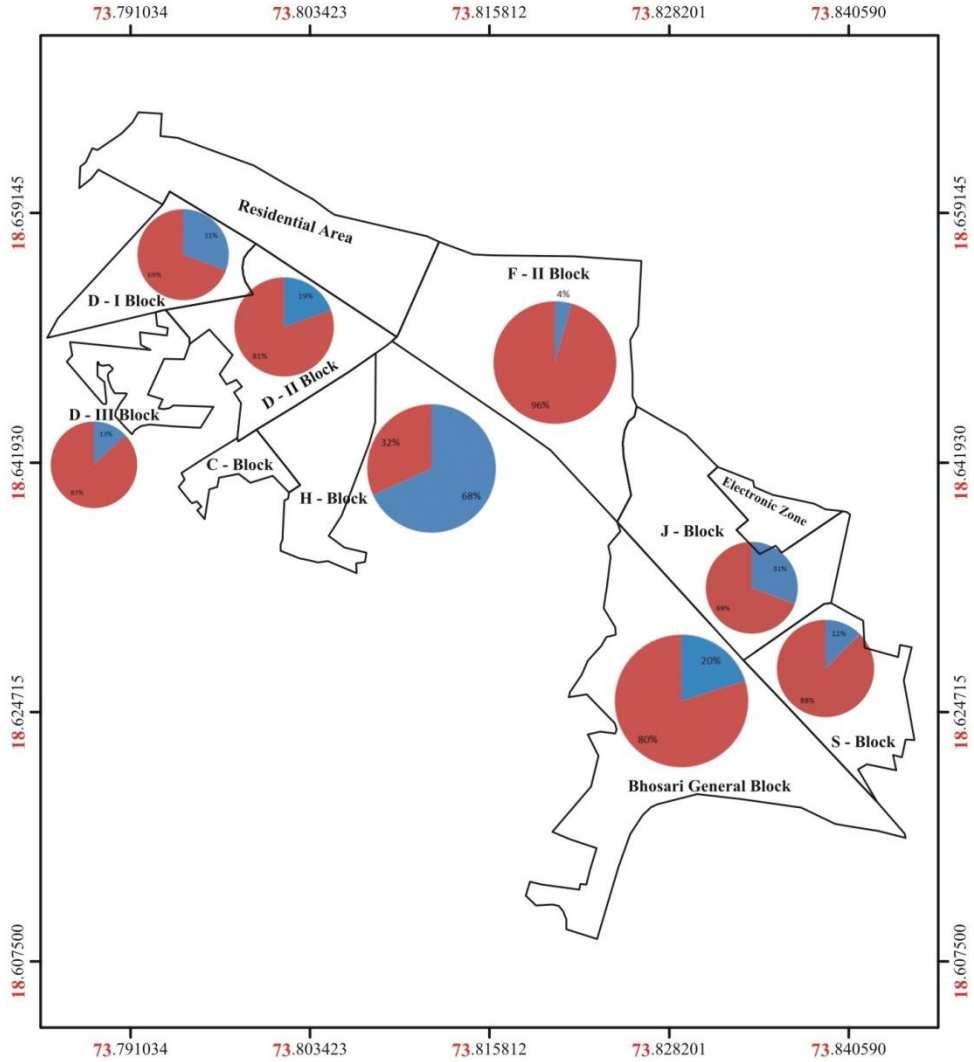 73.791034 73.803423 73.815812 73.828201 73.840590
18.659145
18.659145
Residential Area
31%
69%
D - I Block
F - II Block
4%
19%
81%
D - II Block
96%
D - III Block
13%
87%
18.641930
18.641930
C - Block
32%
68%
H - Block
Electronic Zone
J - Block
31%
69%
12%
88%
S - Block
20%
80%
18.624715
18.624715
Bhosari General Block
18.607500
18.607500
73.791034 73.803423 73.815812 73.828201 73.840590